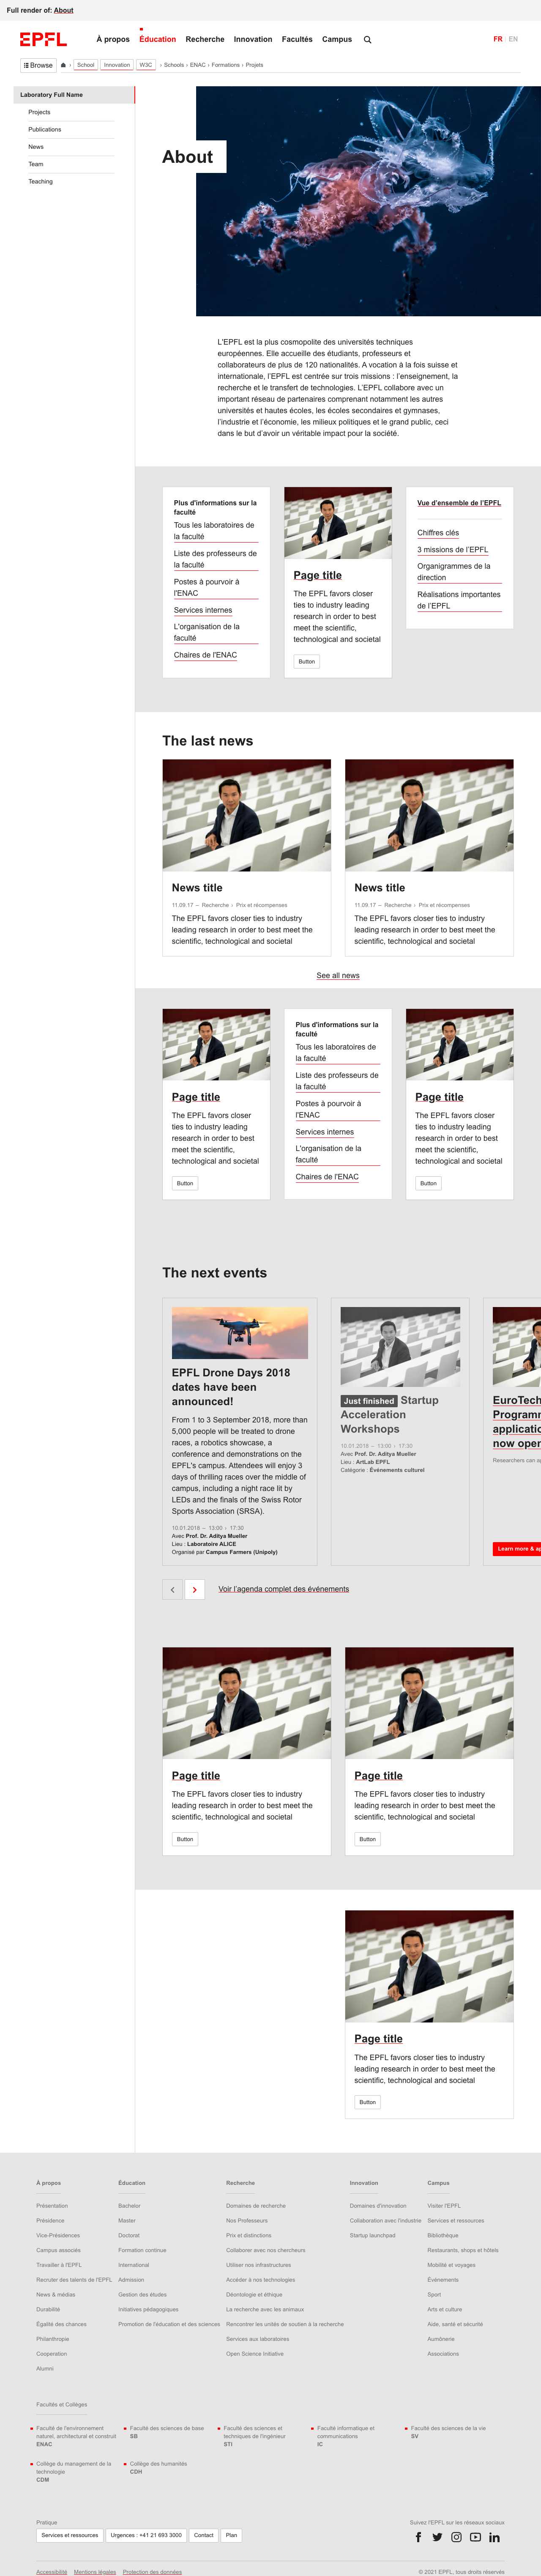 Full render of: About
EPFL
À propos Éducation Recherche Innovation Facultés Campus
FR EN
Browse › School Innovation W3C › Schools › ENAC › Formations › Projets
Laboratory Full Name
Projects
Publications
News
Team
Teaching
About
L'EPFL est la plus cosmopolite des universités techniques
européennes. Elle accueille des étudiants, professeurs et
collaborateurs de plus de 120 nationalités. A vocation à la fois suisse et
internationale, l'EPFL est centrée sur trois missions : l'enseignement, la
recherche et le transfert de technologies. L'EPFL collabore avec un
important réseau de partenaires comprenant notamment les autres
universités et hautes écoles, les écoles secondaires et gymnases,
l'industrie et l'économie, les milieux politiques et le grand public, ceci
dans le but d'avoir un véritable impact pour la société.
Plus d'informations sur la
faculté
Tous les laboratoires de
la faculté
Liste des professeurs de
la faculté
Postes à pourvoir à
l'ENAC
Services internes
L'organisation de la
faculté
Chaires de l'ENAC
Page title
The EPFL favors closer
ties to industry leading
research in order to best
meet the scientific,
technological and societal
Button
Vue d'ensemble de l'EPFL
Chiffres clés
3 missions de l'EPFL
Organigrammes de la
direction
Réalisations importantes
de l'EPFL
The last news
News title
11.09.17 – Recherche › Prix et récompenses
The EPFL favors closer ties to industry
leading research in order to best meet the
scientific, technological and societal
News title
11.09.17 – Recherche › Prix et récompenses
The EPFL favors closer ties to industry
leading research in order to best meet the
scientific, technological and societal
See all news
Page title
The EPFL favors closer
ties to industry leading
research in order to best
meet the scientific,
technological and societal
Button
Plus d'informations sur la
faculté
Tous les laboratoires de
la faculté
Liste des professeurs de
la faculté
Postes à pourvoir à
l'ENAC
Services internes
L'organisation de la
faculté
Chaires de l'ENAC
Page title
The EPFL favors closer
ties to industry leading
research in order to best
meet the scientific,
technological and societal
Button
The next events
EPFL Drone Days 2018
dates have been
announced!
From 1 to 3 September 2018, more than
5,000 people will be treated to drone
races, a robotics showcase, a
conference and demonstrations on the
EPFL's campus. Attendees will enjoy 3
days of thrilling races over the middle of
campus, including a night race lit by
LEDs and the finals of the Swiss Rotor
Sports Association (SRSA).
10.01.2018 – 13:00 › 17:30
Avec Prof. Dr. Aditya Mueller
Lieu : Laboratoire ALICE
Organisé par Campus Farmers (Unipoly)
Just finished Startup
Acceleration
Workshops
10.01.2018 – 13:00 › 17:30
Avec Prof. Dr. Aditya Mueller
Lieu : ArtLab EPFL
Catégorie : Événements culturel
EuroTech
Programm
applicatio
now open
Researchers can ap
Learn more & ap
Voir l'agenda complet des événements
Page title
The EPFL favors closer ties to industry
leading research in order to best meet the
scientific, technological and societal
Button
Page title
The EPFL favors closer ties to industry
leading research in order to best meet the
scientific, technological and societal
Button
Page title
The EPFL favors closer ties to industry
leading research in order to best meet the
scientific, technological and societal
Button
À propos
Présentation
Présidence
Vice-Présidences
Campus associés
Travailler à l'EPFL
Recruter des talents de l'EPFL
News & médias
Durabilité
Égalité des chances
Philanthropie
Cooperation
Alumni
Éducation
Bachelor
Master
Doctorat
Formation continue
International
Admission
Gestion des études
Initiatives pédagogiques
Promotion de l'éducation et des sciences
Recherche
Domaines de recherche
Nos Professeurs
Prix et distinctions
Collaborer avec nos chercheurs
Utiliser nos infrastructures
Accéder à nos technologies
Déontologie et éthique
La recherche avec les animaux
Rencontrer les unités de soutien à la recherche
Services aux laboratoires
Open Science initiative
Innovation
Domaines d'innovation
Collaboration avec l'industrie
Startup launchpad
Campus
Visiter l'EPFL
Services et ressources
Bibliothèque
Restaurants, shops et hôtels
Mobilité et voyages
Événements
Sport
Arts et culture
Aide, santé et sécurité
Aumônerie
Associations
Facultés et Collèges
Faculté de l'environnement
naturel, architectural et construit
ENAC
Faculté des sciences de base
SB
Faculté des sciences et
techniques de l'ingénieur
STI
Faculté informatique et
communications
IC
Faculté des sciences de la vie
SV
Collège du management de la
technologie
CDM
Collège des humanités
CDH
Pratique
Services et ressources Urgences : +41 21 693 3000 Contact Plan
Suivez l'EPFL sur les réseaux sociaux
Accessibilité Mentions légales Protection des données
© 2021 EPFL, tous droits réservés